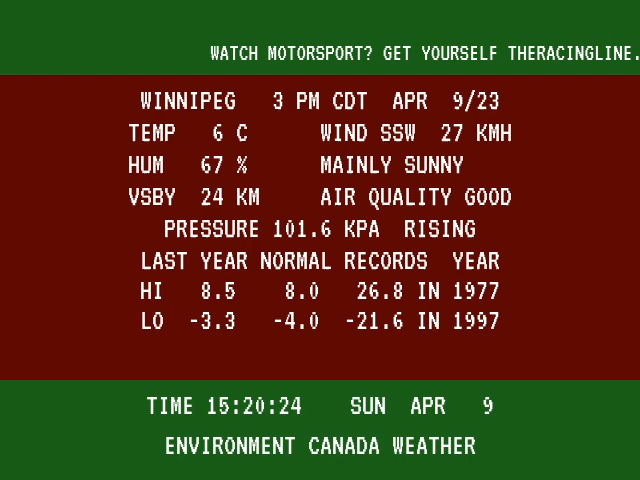 WATCH MOTORSPORT? GET YOURSELF THERACINGLINE.
WINNIPEG 3 PM CDT APR 9/23
TEMP 6 C WIND SSW 27 KMH
HUM 67 % MAINLY SUNNY
VSBY 24 KM AIR QUALITY GOOD
PRESSURE 101.6 KPA RISING
LAST YEAR NORMAL RECORDS YEAR
HI 8.5 8.0 26.8 IN 1977
LO -3.3 -4.0 -21.6 IN 1997
TIME 15:20:24 SUN APR 9
ENVIRONMENT CANADA WEATHER